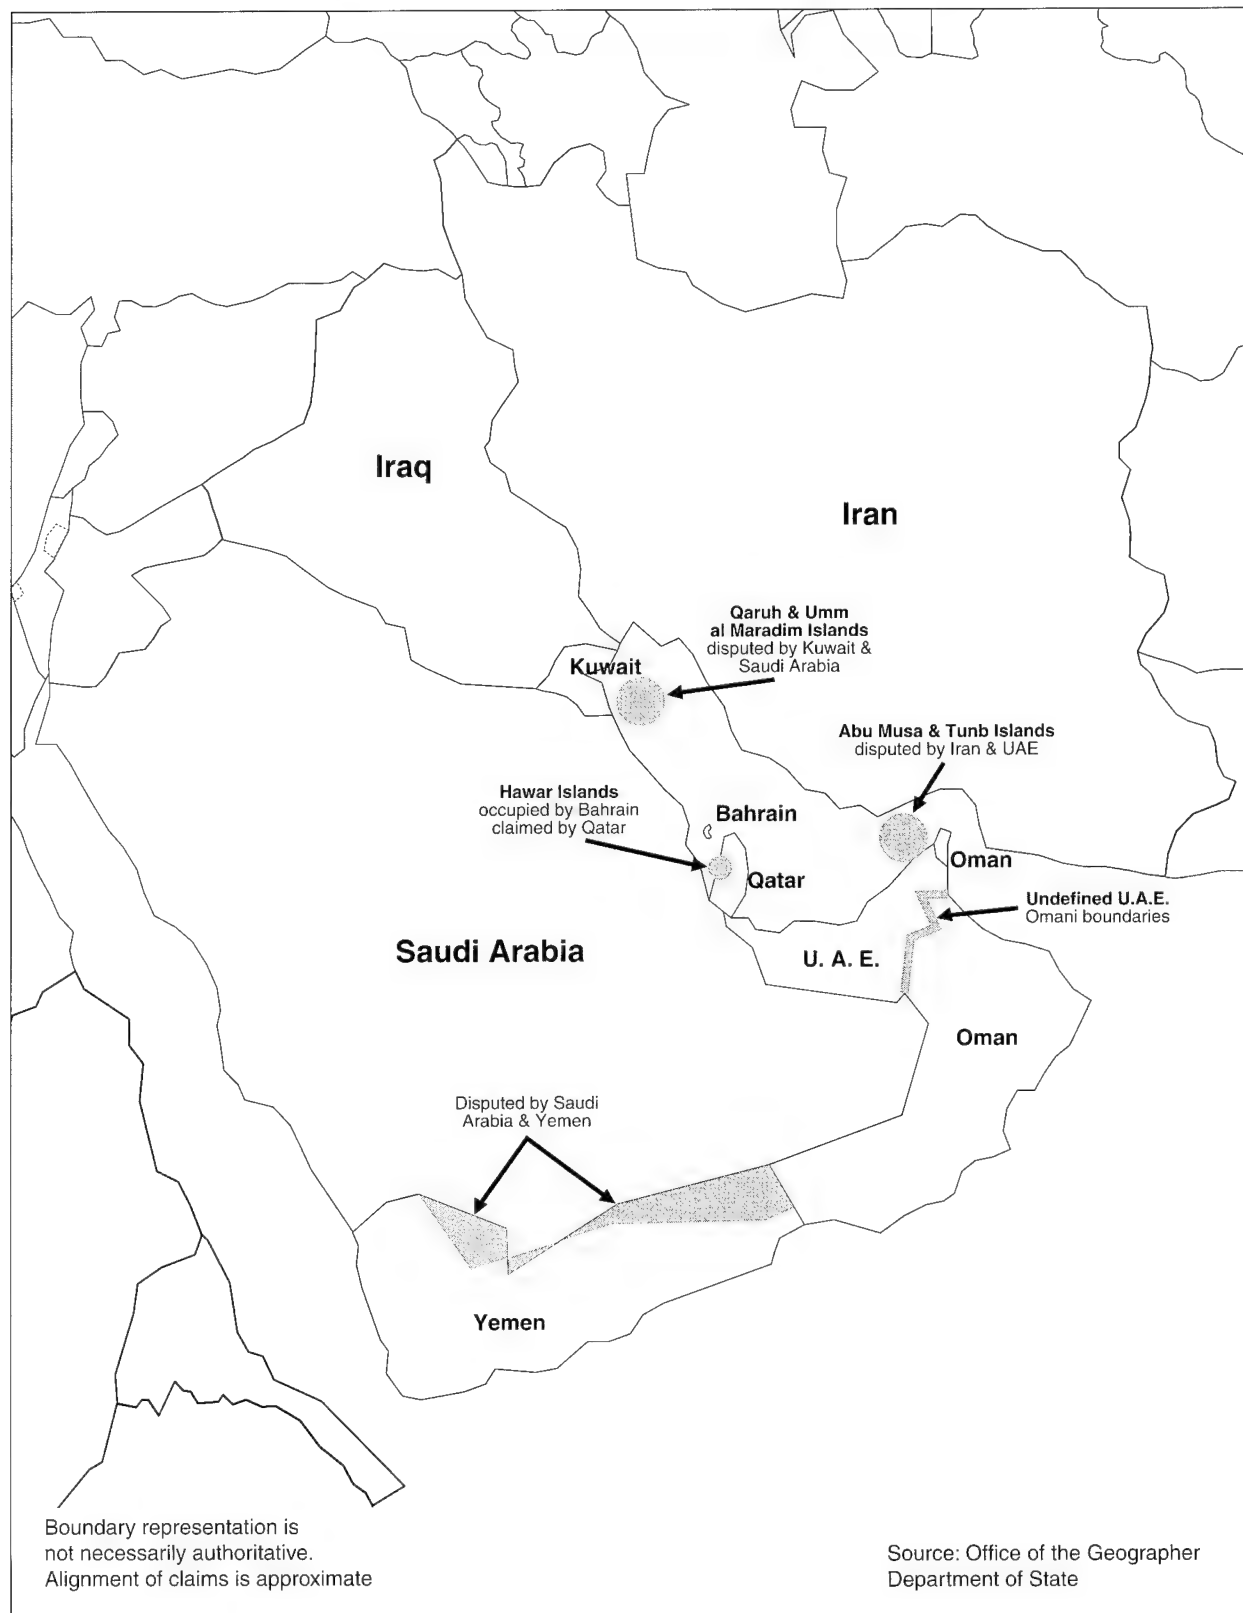 Iraq
Iran
Qaruh & Umm
al Maradim Islands
disputed by Kuwait &
Saudi Arabia
Kuwait
Abu Musa & Tunb Islands
disputed by Iran & UAE
Hawar Islands
occupied by Bahrain
claimed by Qatar
Bahrain
Oman
Qatar
Undefined U.A.E.
Omani boundaries
Saudi Arabia
U. A. E.
Oman
Disputed by Saudi
Arabia & Yemen
Yemen
Boundary representation is
not necessarily authoritative.
Alignment of claims is approximate
Source: Office of the Geographer
Department of State